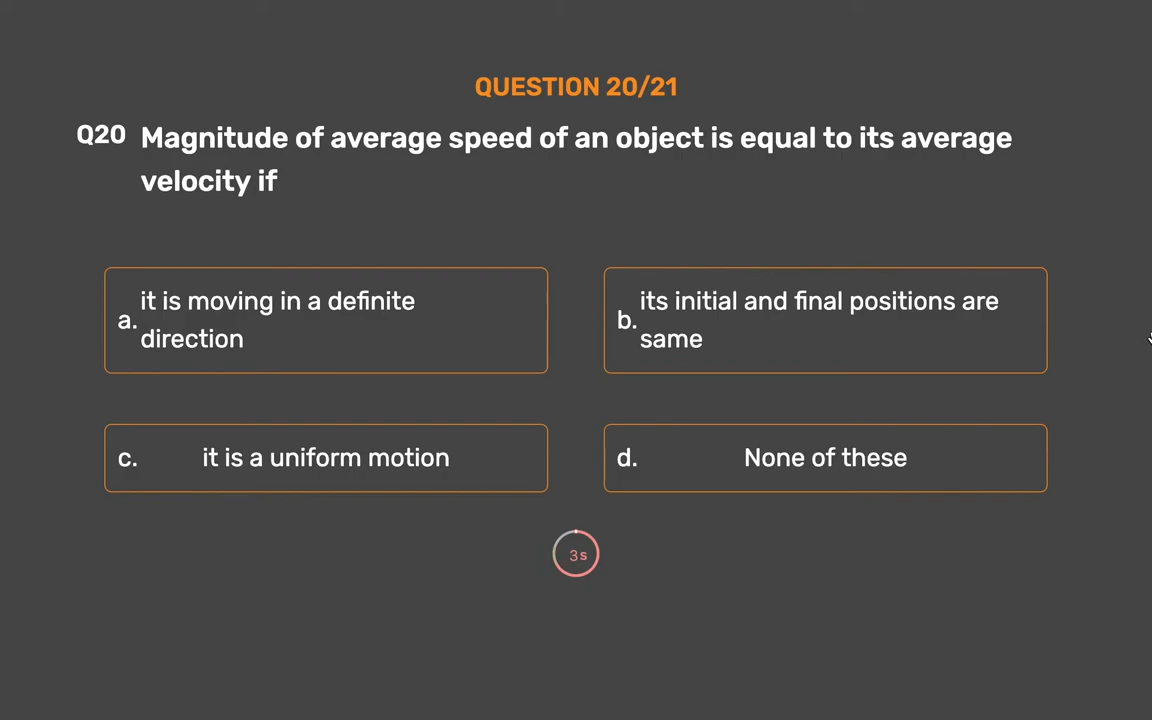 QUESTION 20/21
Q20 Magnitude of average speed of an object is equal to its average
velocity if
a. it is moving in a definite
direction
b. its initial and final positions are
same
c. it is a uniform motion
d. None of these
3s